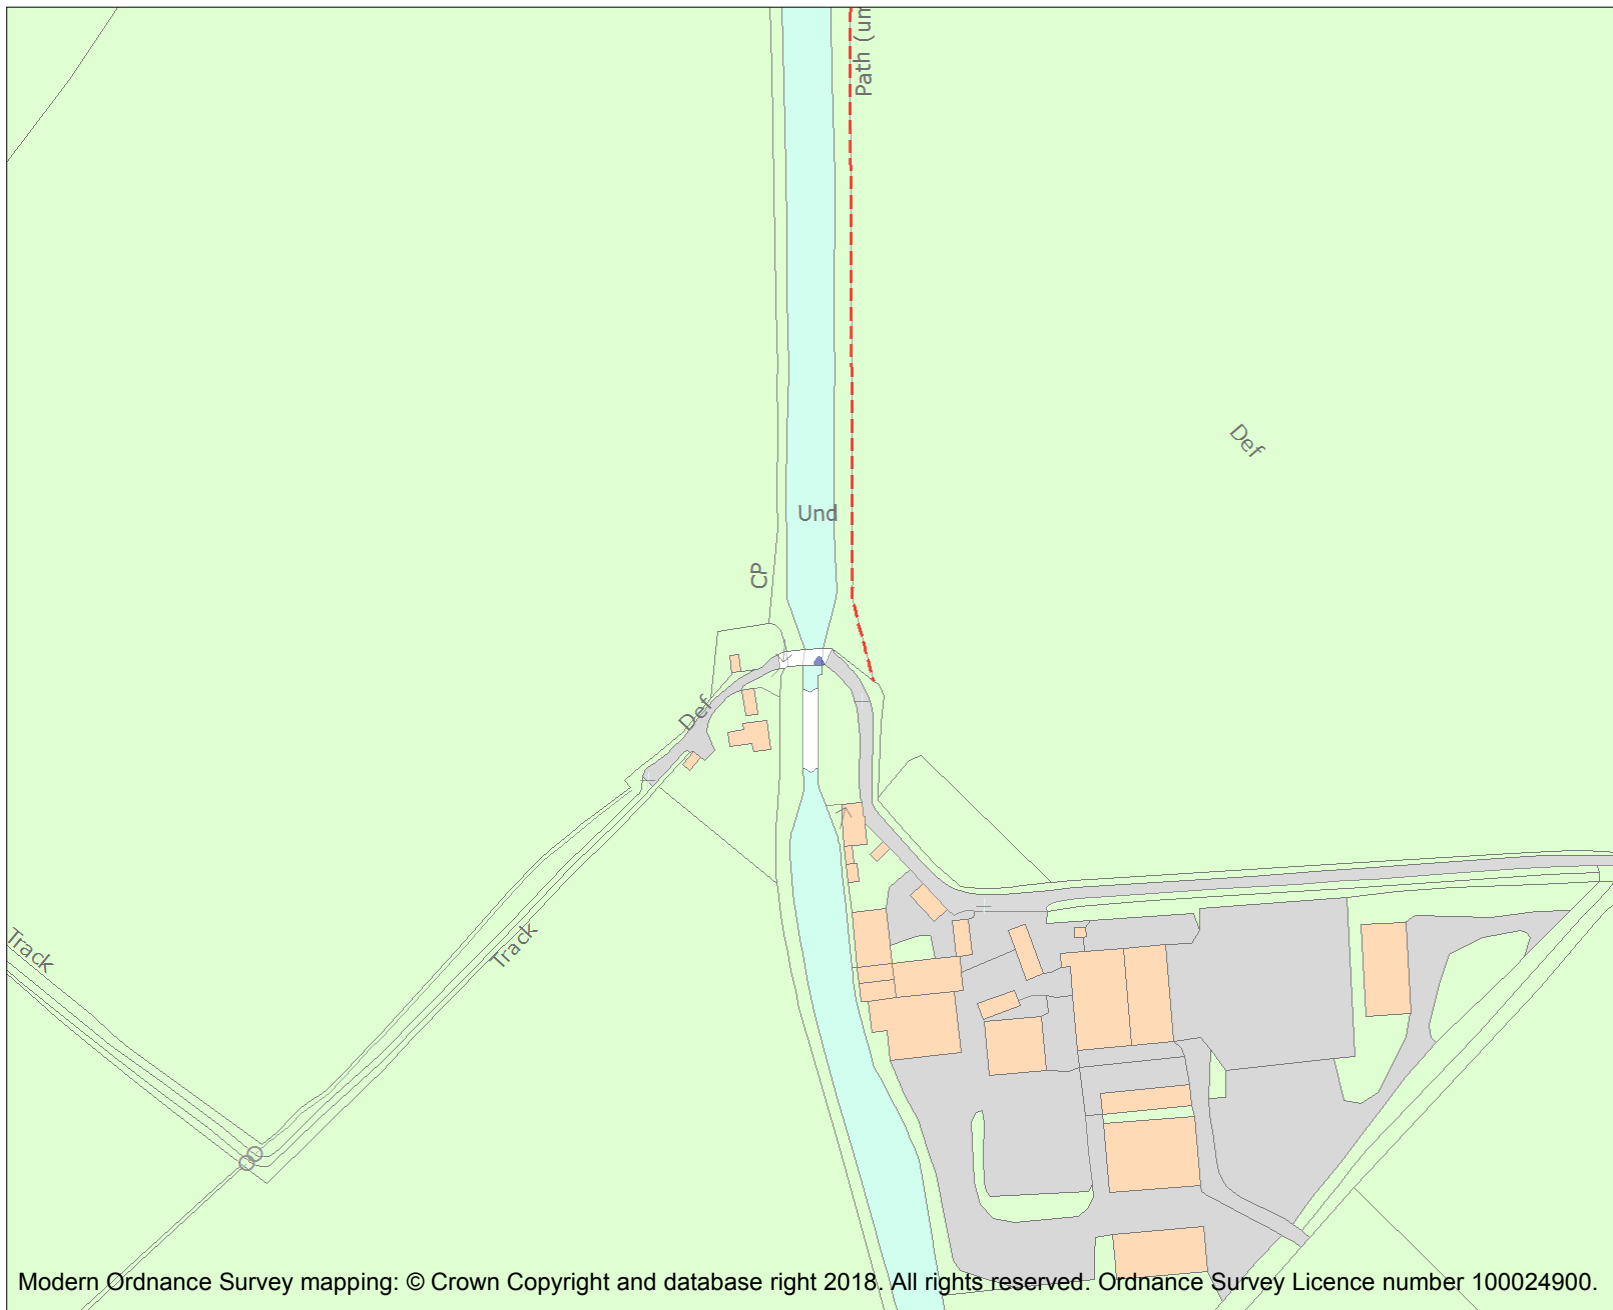 Path (um
Def
Und
CP
Def
Track
Track
Modern Ordnance Survey mapping: © Crown Copyright and database right 2018. All rights reserved. Ordnance Survey Licence number 100024900.